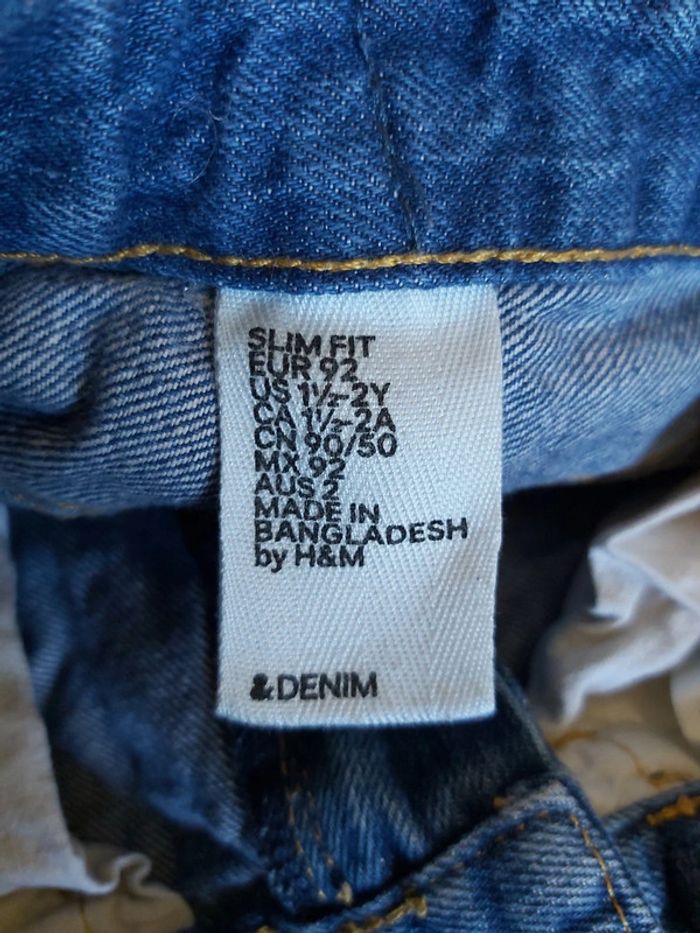 SLIM FIT
EUR 92
US 1½-2Y
CA 1½-2A
CN 90/50
MX 92
AUS 2
MADE IN
BANGLADESH
by H&M
&DENIM